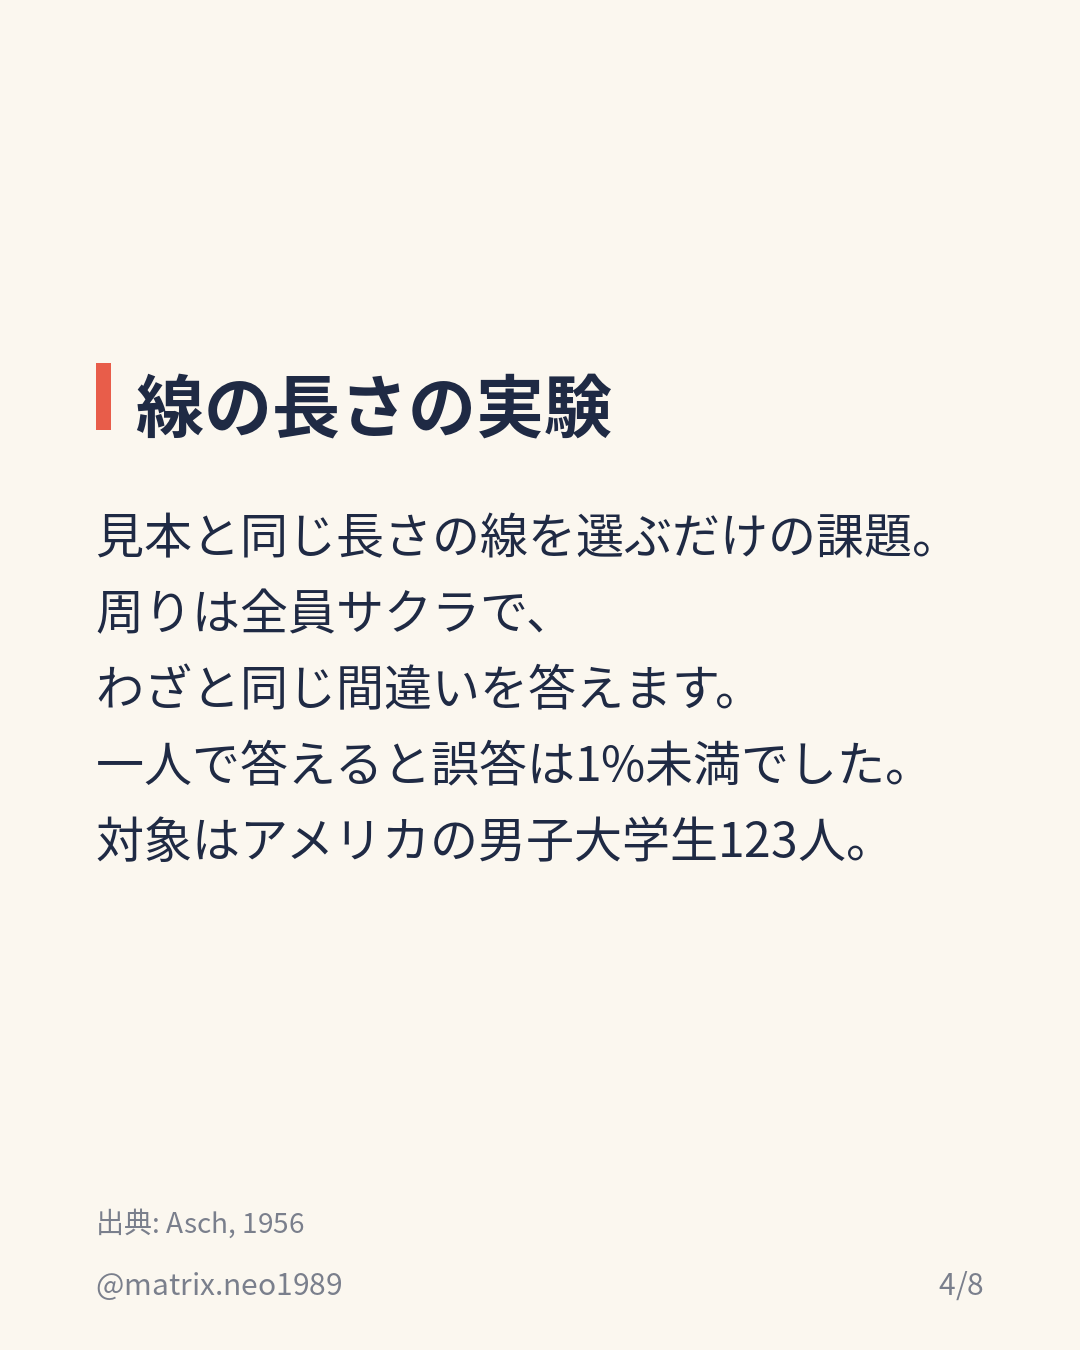 線の長さの実験
見本と同じ長さの線を選ぶだけの課題。
周りは全員サクラで、
わざと同じ間違いを答えます。
一人で答えると誤答は1%未満でした。
対象はアメリカの男子大学生123人。
出典: Asch, 1956
@matrix.neo1989
4/8